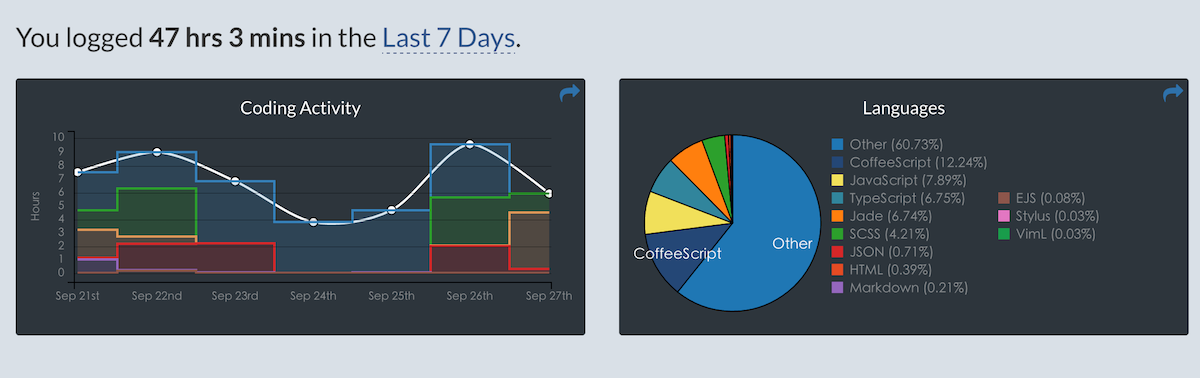 You logged 47 hrs 3 mins in the Last 7 Days.
Coding Activity
Hours
10
9
8
7
6
5
4
3
2
1
0
Sep 21st Sep 22nd Sep 23rd Sep 24th Sep 25th Sep 26th Sep 27th
Languages
Other
CoffeeScript
Other (60.73%)
CoffeeScript (12.24%)
JavaScript (7.89%)
TypeScript (6.75%)
Jade (6.74%)
SCSS (4.21%)
JSON (0.71%)
HTML (0.39%)
Markdown (0.21%)
EJS (0.08%)
Stylus (0.03%)
VimL (0.03%)